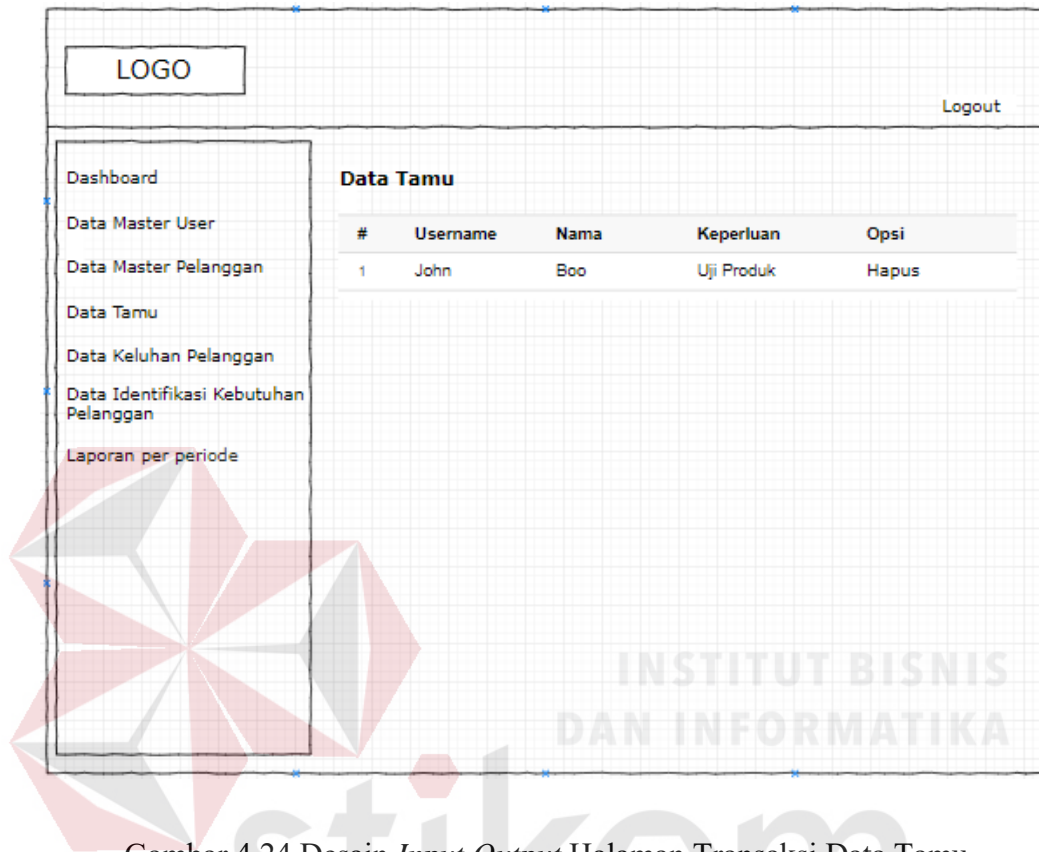 LOGO
Logout
Dashboard
Data Master User
Data Master Pelanggan
Data Tamu
Data Keluhan Pelanggan
Data Identifikasi Kebutuhan
Pelanggan
Laporan per periode
Data Tamu
# Username Nama Keperluan Opsi
1 John Boo Uji Produk Hapus
INSTITUT BISNIS
DAN INFORMATIKA
stikom
Gambar 4.24 Desain Input Output Halaman Transaksi Data Tamu